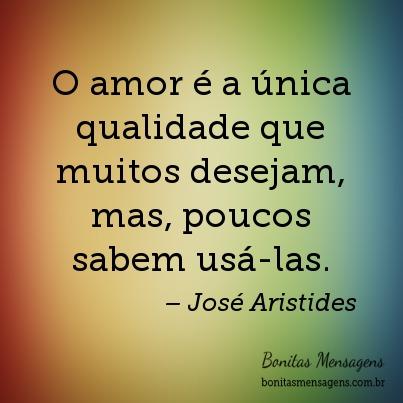 O amor é a única
qualidade que
muitos desejam,
mas, poucos
sabem usá-las.
– José Aristides
Bonitas Mensagens
bonitasmensagens.com.br